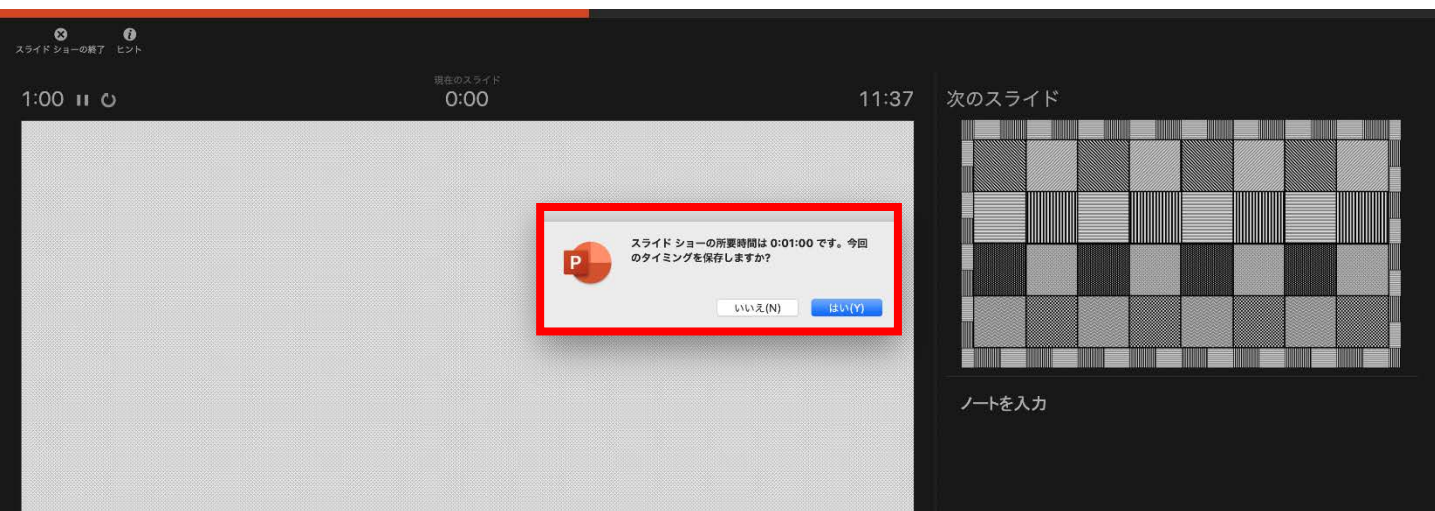 スライド ショーの終了 ヒント
現在のスライド
1:00 0:00 11:37 次のスライド
スライド ショーの所要時間は 0:01:00 です。今回
のタイミングを保存しますか?
P
いいえ(N) はい(Y)
ノートを入力